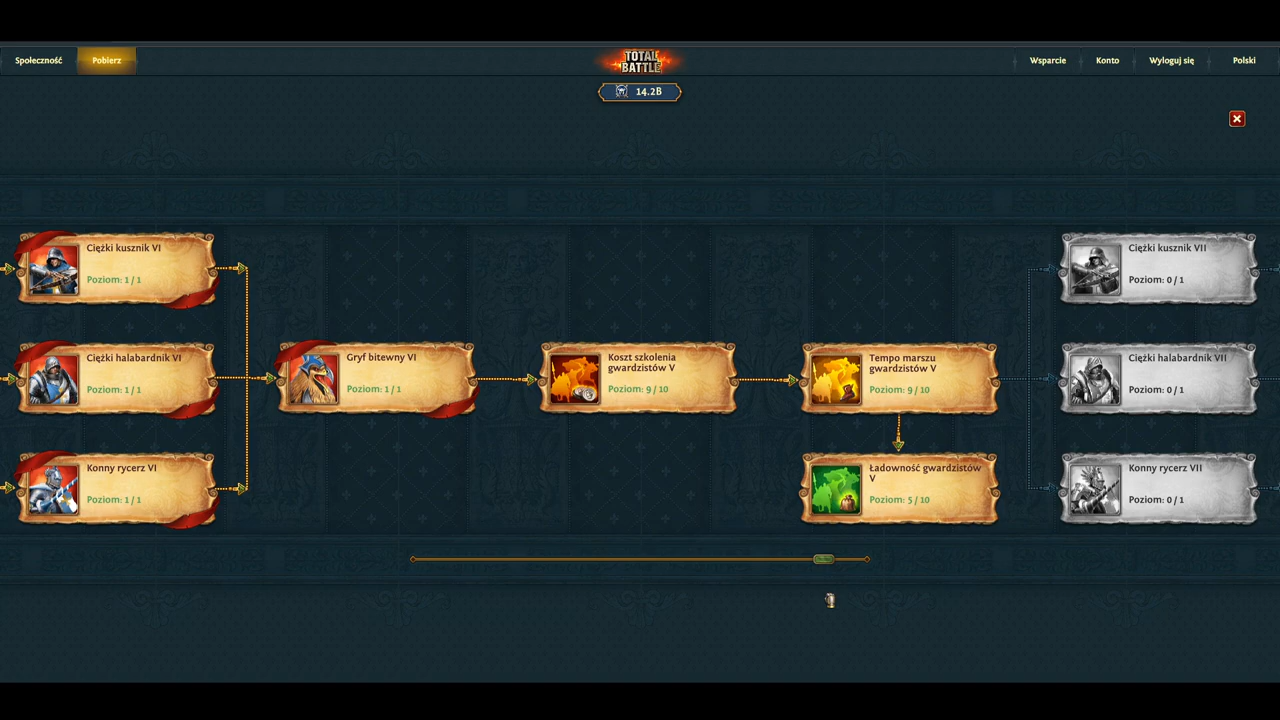 Społeczność
Pobierz
TOTAL
BATTLE
Wsparcie
Konto
Wyloguj się
Polski
14.2B
Ciężki kusznik VI
Poziom: 1 / 1
Ciężki kusznik VII
Poziom: 0 / 1
Ciężki halabardnik VI
Poziom: 1 / 1
Gryf bitewny VI
Poziom: 1 / 1
Koszt szkolenia
gwardzistów V
Poziom: 9 / 10
Tempo marszu
gwardzistów V
Poziom: 9 / 10
Ciężki halabardnik VII
Poziom: 0 / 1
Konny rycerz VI
Poziom: 1 / 1
Ładowność gwardzistów
V
Poziom: 5 / 10
Konny rycerz VII
Poziom: 0 / 1